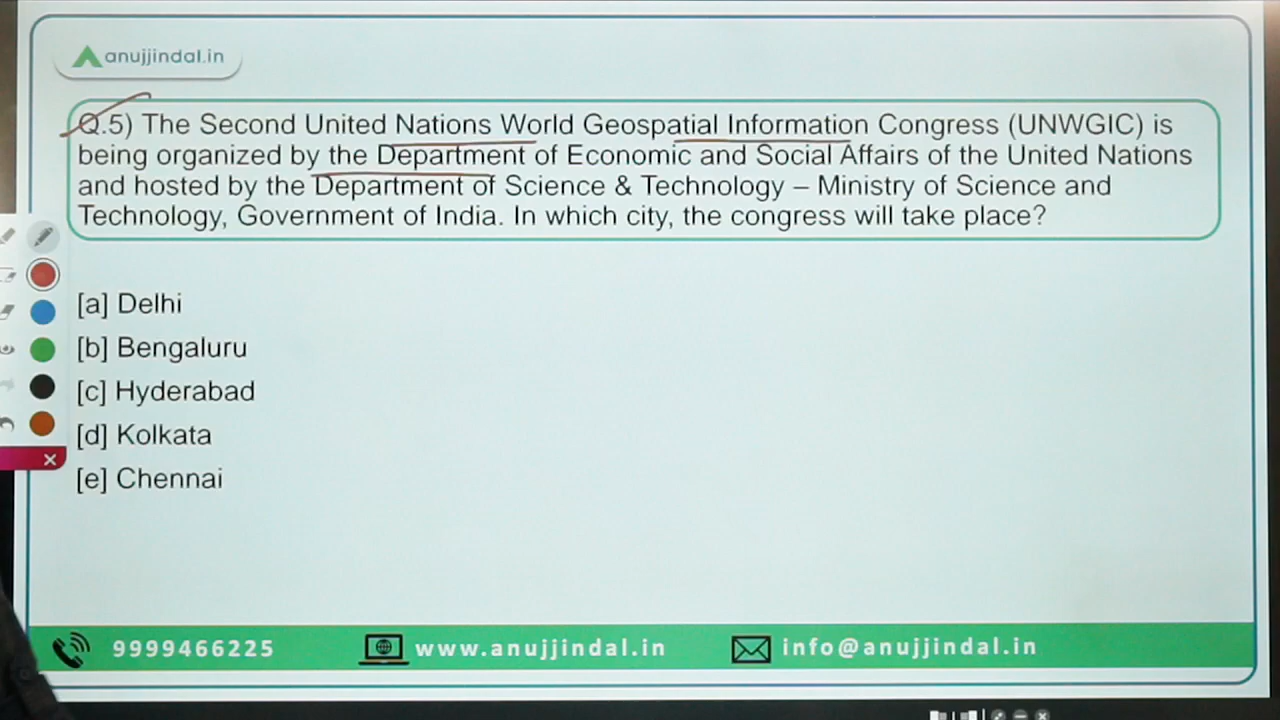 anujjindal.in
Q.5) The Second United Nations World Geospatial Information Congress (UNWGIC) is
being organized by the Department of Economic and Social Affairs of the United Nations
and hosted by the Department of Science & Technology – Ministry of Science and
Technology, Government of India. In which city, the congress will take place?
[a] Delhi
[b] Bengaluru
[c] Hyderabad
[d] Kolkata
[e] Chennai
9999466225
www.anujjindal.in
info@anujjindal.in